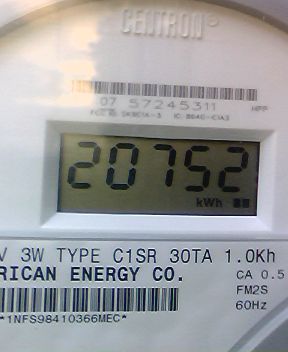 CENTRON®
07 57245311
HPP
20752
kWh
V 3W TYPE C1SR 30TA 1.0Kh
RICAN ENERGY CO.
CA 0.5
FM2S
60Hz
*1NFS98410366MEC*